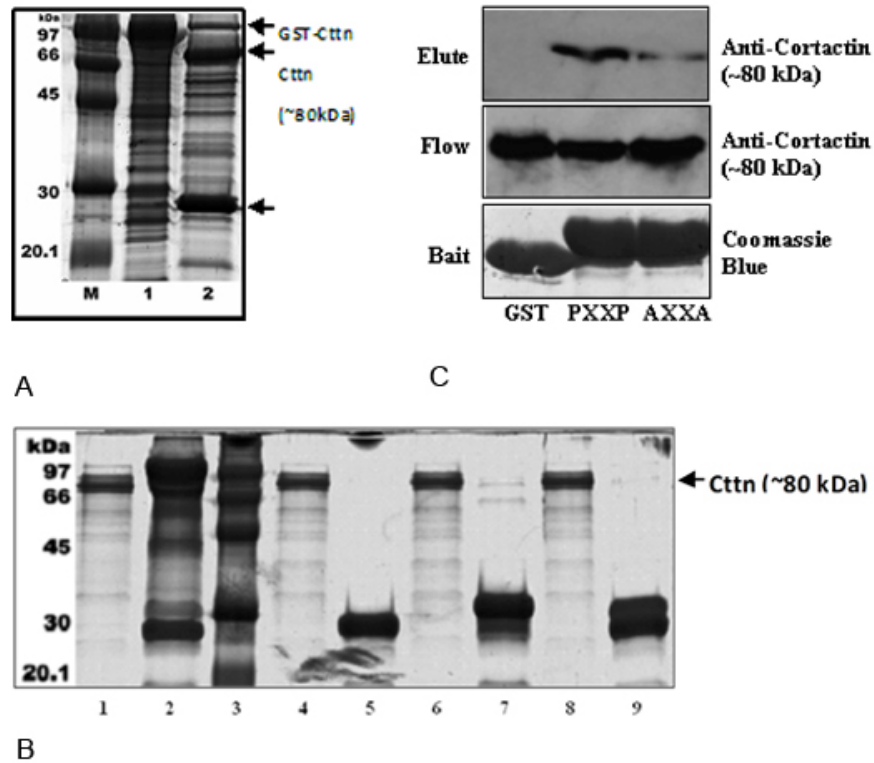 kDa
97
66
45
30
20.1
M 1 2
GST-Cttn
Cttn
(~80kDa)
A
Elute
Anti-Cortactin
(~80 kDa)
Flow
Anti-Cortactin
(~80 kDa)
Bait
Coomassie
Blue
GST PXXP AXXA
C
kDa
97
66
45
30
20.1
Cttn (~80 kDa)
1 2 3 4 5 6 7 8 9
B